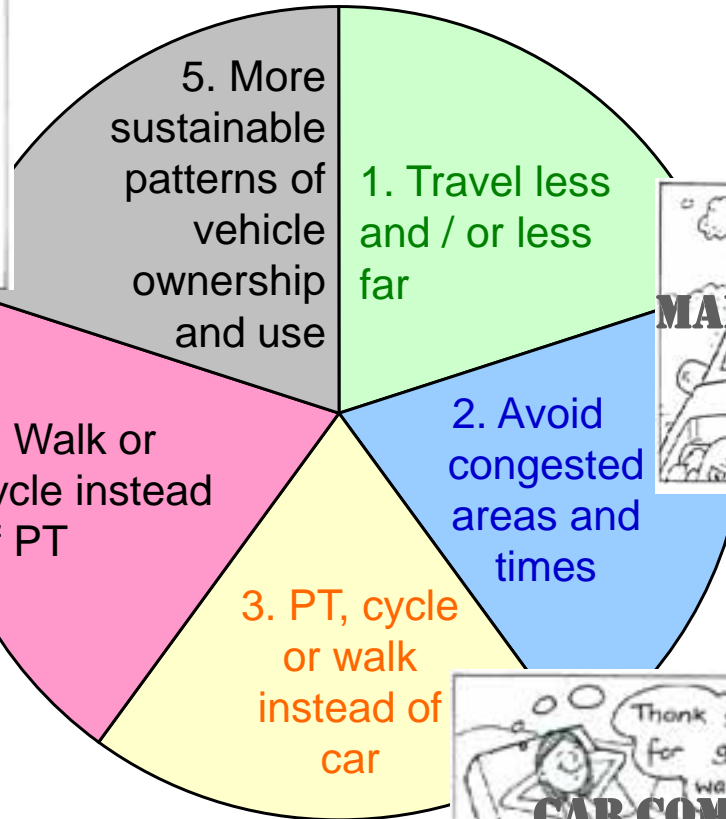 5. More
sustainable
patterns of
vehicle
ownership
and use
1. Travel less
and / or less
far
2. Avoid
congested
areas and
times
3. PT, cycle
or walk
instead of
car
Walk or
instead
PT
Thank
for
CAR